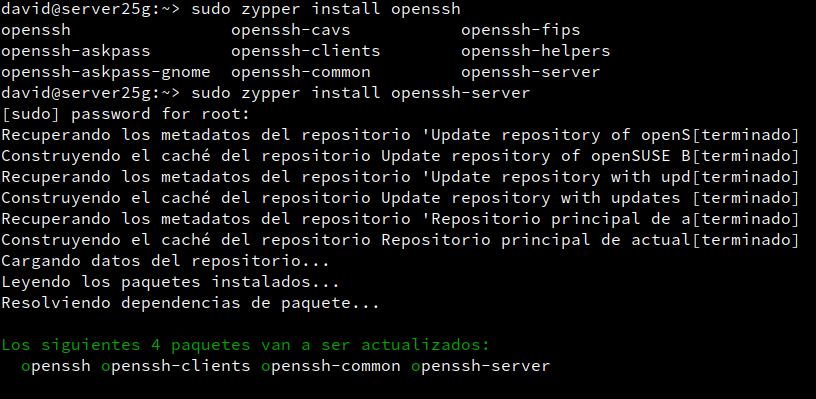 david@server25g:~> sudo zypper install openssh
openssh openssh-cavs openssh-fips
openssh-askpass openssh-clients openssh-helpers
openssh-askpass-gnome openssh-common openssh-server
david@server25g:~> sudo zypper install openssh-server
[sudo] password for root:
Recuperando los metadatos del repositorio 'Update repository of openS[terminado]
Construyendo el caché del repositorio Update repository of openSUSE B[terminado]
Recuperando los metadatos del repositorio 'Update repository with upd[terminado]
Construyendo el caché del repositorio Update repository with updates [terminado]
Recuperando los metadatos del repositorio 'Repositorio principal de a[terminado]
Construyendo el caché del repositorio Repositorio principal de actual[terminado]
Cargando datos del repositorio...
Leyendo los paquetes instalados...
Resolviendo dependencias de paquete...
Los siguientes 4 paquetes van a ser actualizados:
openssh openssh-clients openssh-common openssh-server